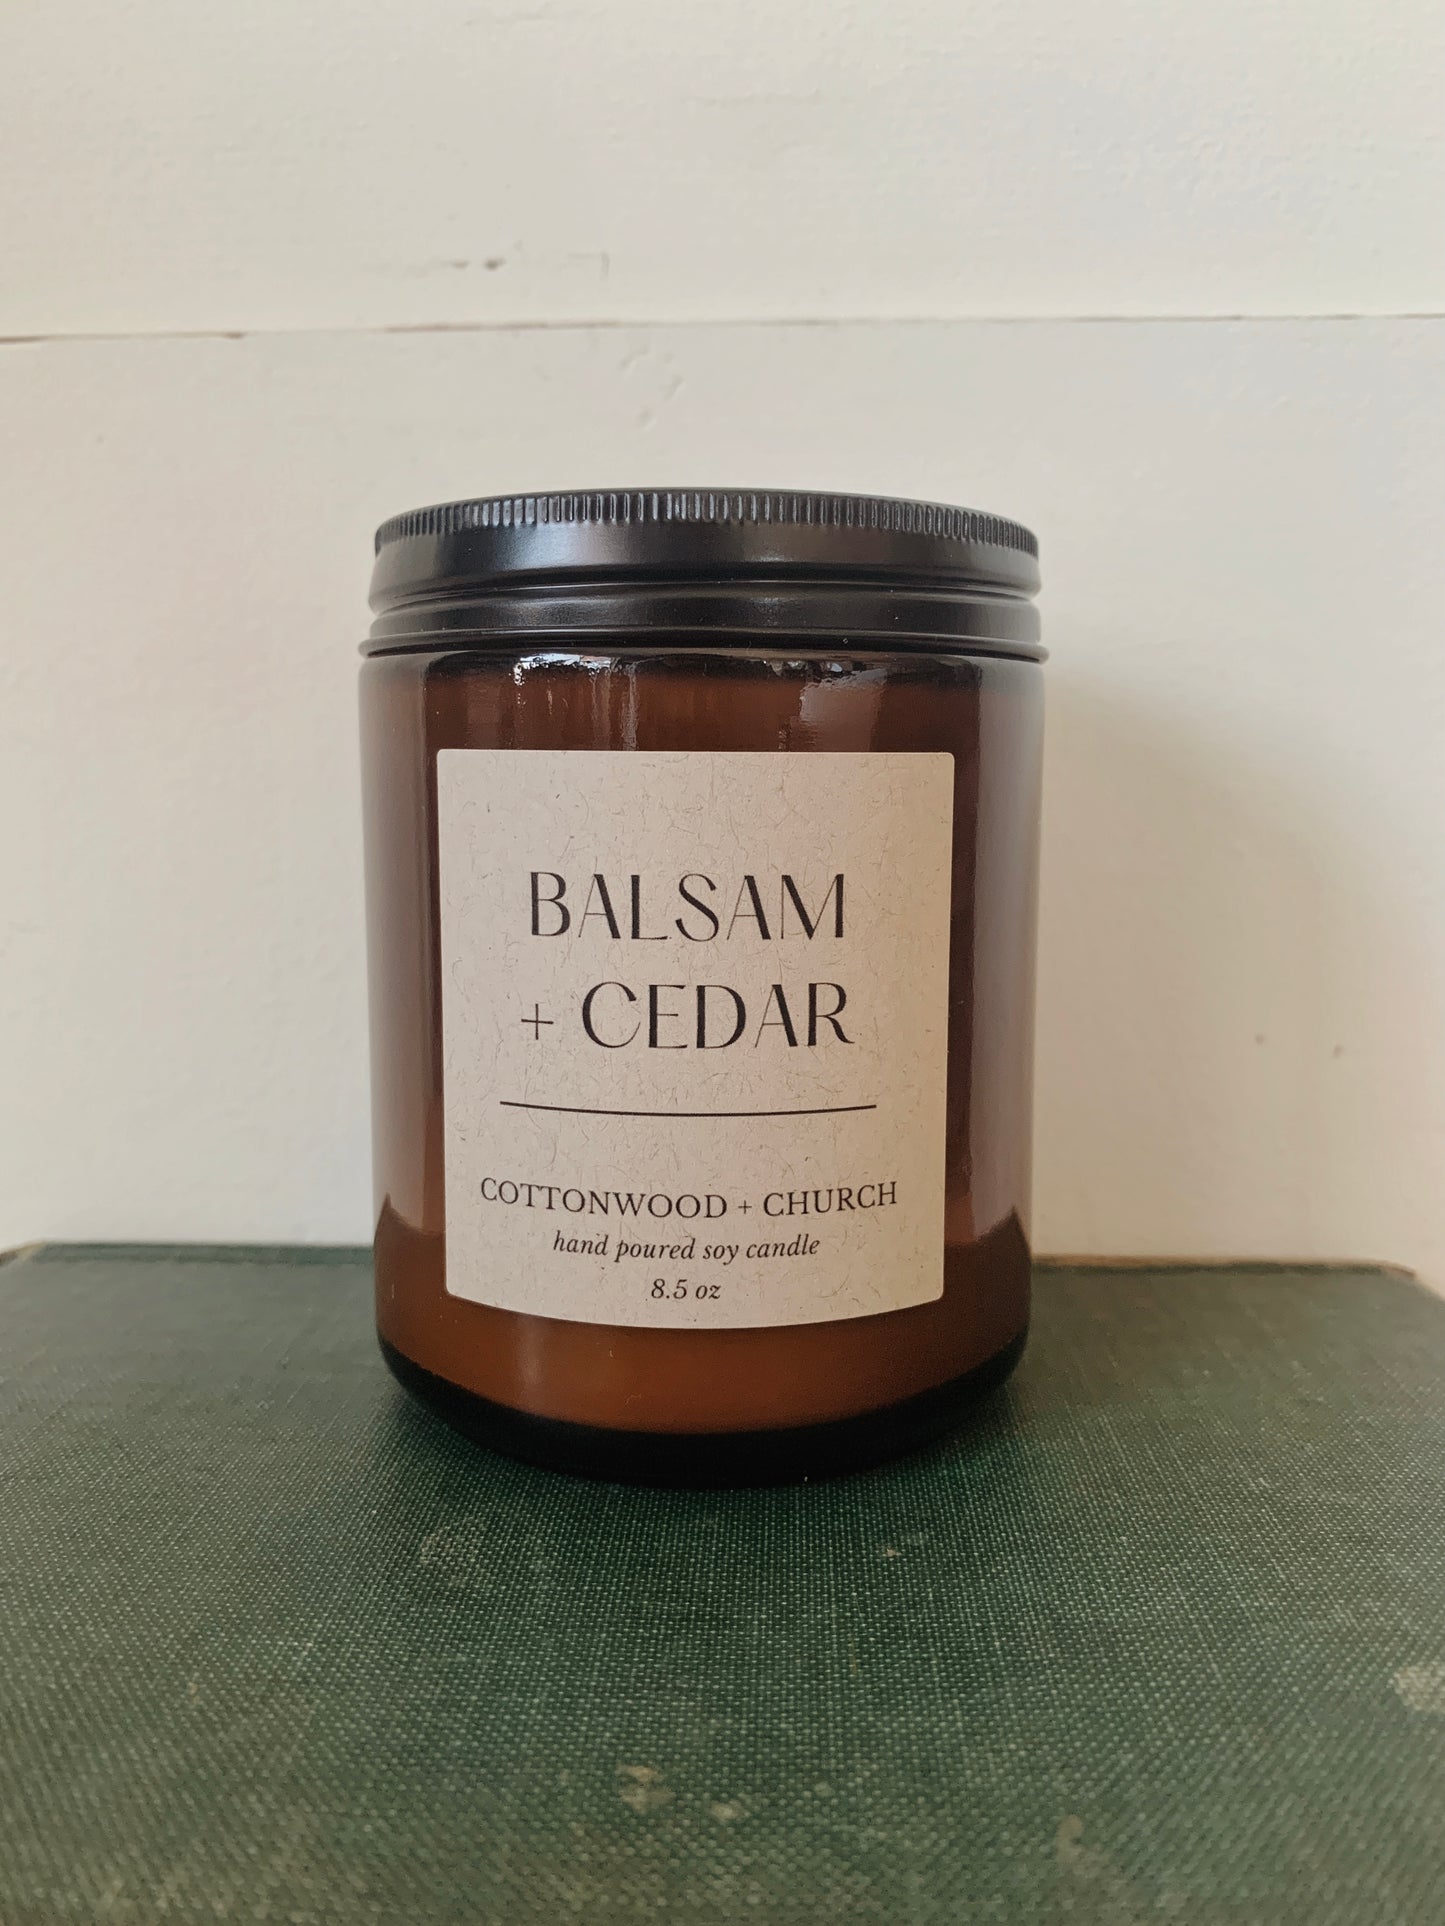 BALSAM
+ CEDAR
COTTONWOOD + CHURCH
hand poured soy candle
8.5 oz